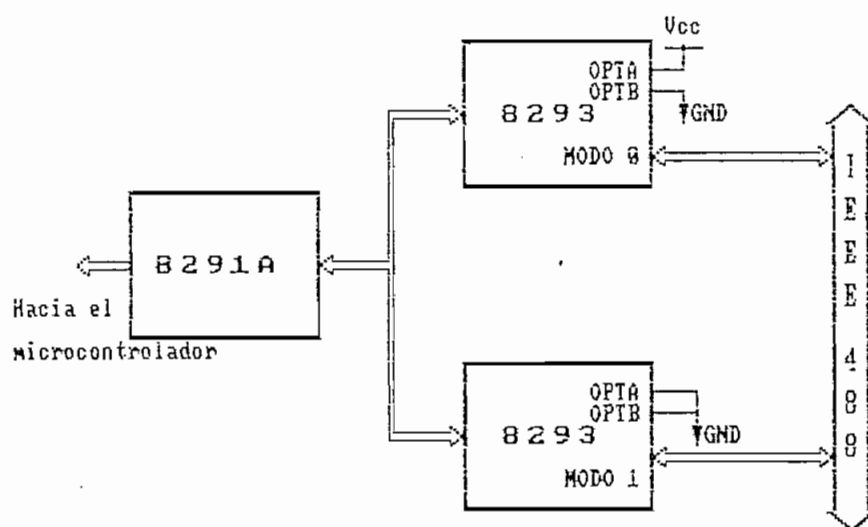 Vcc
OPTA
OPTB
8293
GND
MODO 0
8291A
Hacia el
microcontrolador
OPTA
OPTB
8293
GND
MODO 1
IEEE 488